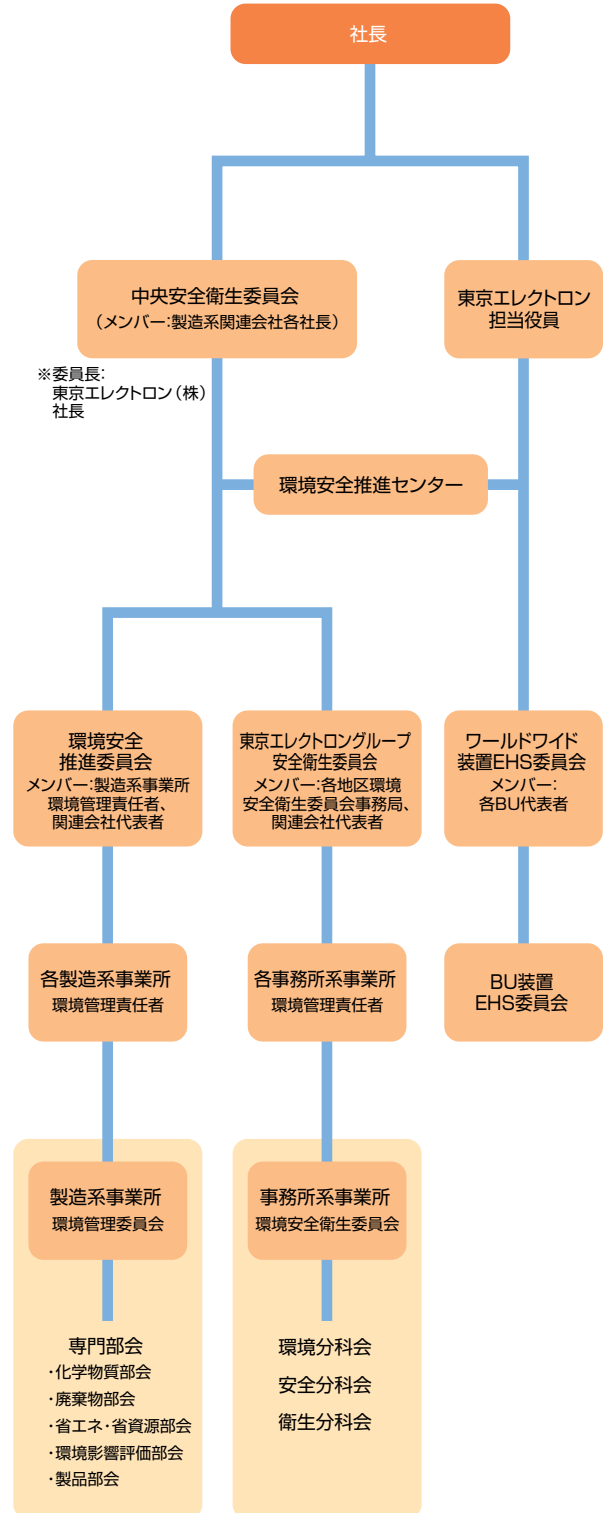 社長
中央安全衛生委員会
（メンバー:製造系関連会社各社長）
東京エレクトロン
担当役員
※委員長:
東京エレクトロン（株）
社長
環境安全推進センター
環境安全
推進委員会
メンバー:製造系事業所
環境管理責任者、
関連会社代表者
東京エレクトロングループ
安全衛生委員会
メンバー:各地区環境
安全衛生委員会事務局、
関連会社代表者
ワールドワイド
装置EHS委員会
メンバー:
各BU代表者
各製造系事業所
環境管理責任者
各事務所系事業所
環境管理責任者
BU装置
EHS委員会
製造系事業所
環境管理委員会
事務所系事業所
環境安全衛生委員会
専門部会
・化学物質部会
・廃棄物部会
・省エネ・省資源部会
・環境影響評価部会
・製品部会
環境分科会
安全分科会
衛生分科会